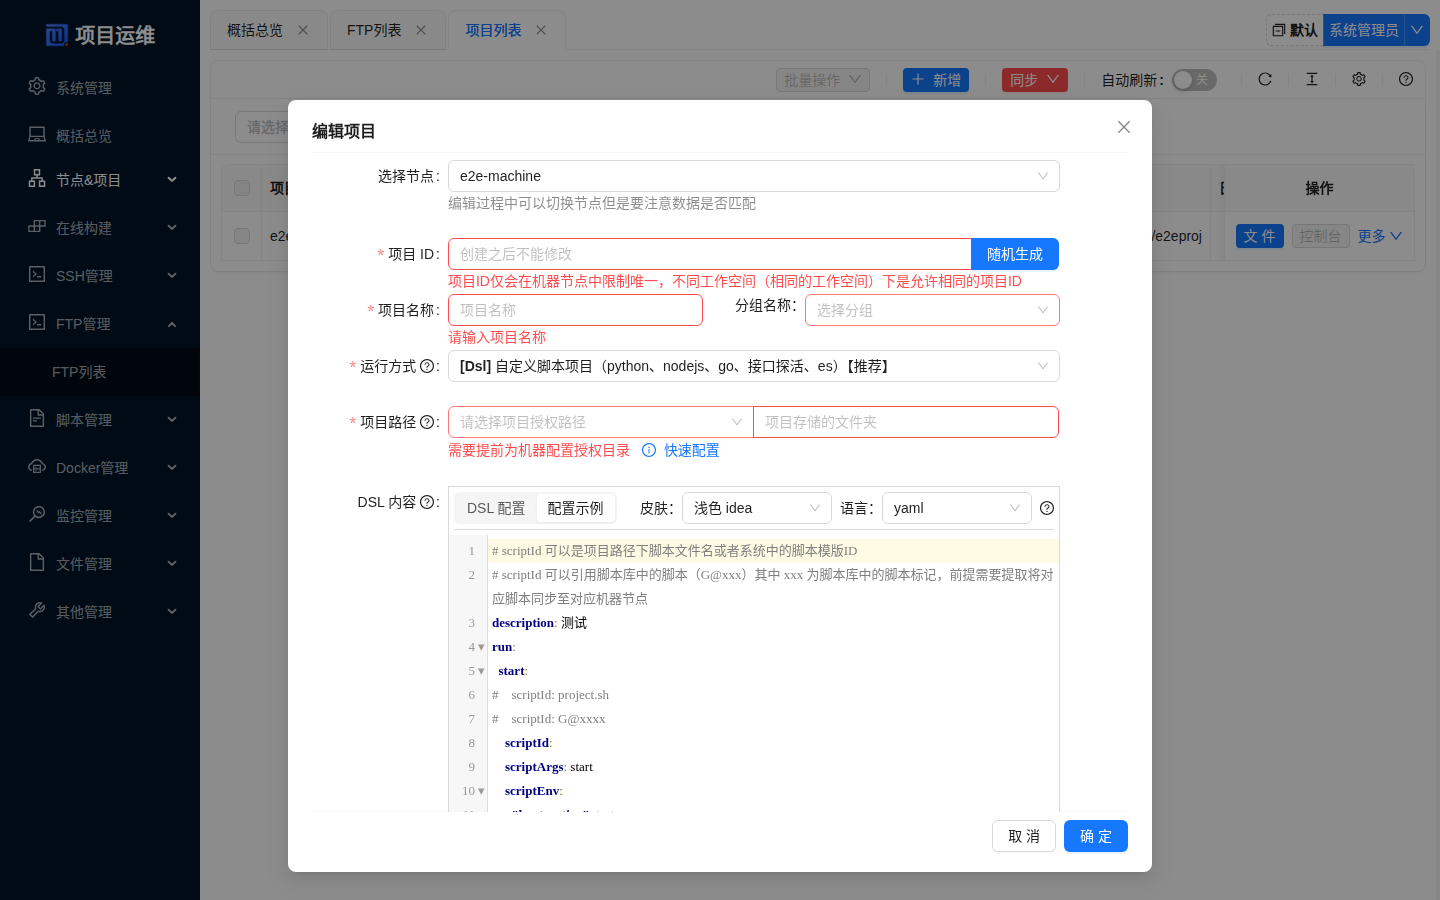 项目运维
系统管理
概括总览
节点&项目
在线构建
SSH管理
FTP管理
FTP列表
脚本管理
Docker管理
监控管理
文件管理
其他管理
概括总览
FTP列表
项目列表
默认
系统管理员
批量操作
新增
同步
自动刷新：
关
请选择
操作
e2e
/e2eproj
文 件
控制台
更多
编辑项目
选择节点:
e2e-machine
编辑过程中可以切换节点但是要注意数据是否匹配
* 项目 ID:
创建之后不能修改
随机生成
项目ID仅会在机器节点中限制唯一，不同工作空间（相同的工作空间）下是允许相同的项目ID
* 项目名称:
项目名称
分组名称：
选择分组
请输入项目名称
* 运行方式 :
[Dsl] 自定义脚本项目（python、nodejs、go、接口探活、es）【推荐】
* 项目路径 :
请选择项目授权路径
项目存储的文件夹
需要提前为机器配置授权目录
快速配置
DSL 内容 :
DSL 配置
配置示例
皮肤：
浅色 idea
语言：
yaml
1 # scriptId 可以是项目路径下脚本文件名或者系统中的脚本模版ID
2 # scriptId 可以引用脚本库中的脚本（G@xxx）其中 xxx 为脚本库中的脚本标记，前提需要提取将对
应脚本同步至对应机器节点
3 description: 测试
4 run:
5 start:
6 #    scriptId: project.sh
7 #    scriptId: G@xxxx
8 scriptId:
9 scriptArgs: start
10 scriptEnv:
取 消
确 定